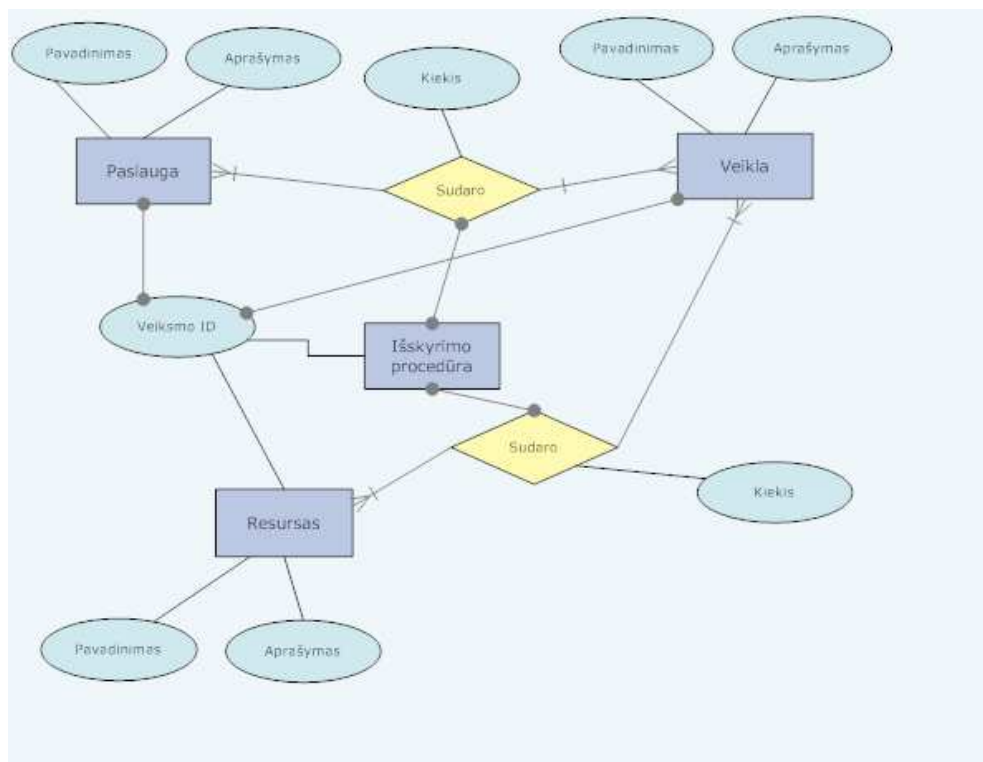 Pavadinimas
Aprašymas
Kiekis
Pavadinimas
Aprašymas
Paslauga
Sudaro
Veikla
Veiksmo ID
Išskyrimo
procedūra
Sudaro
Kiekis
Resursas
Pavadinimas
Aprašymas